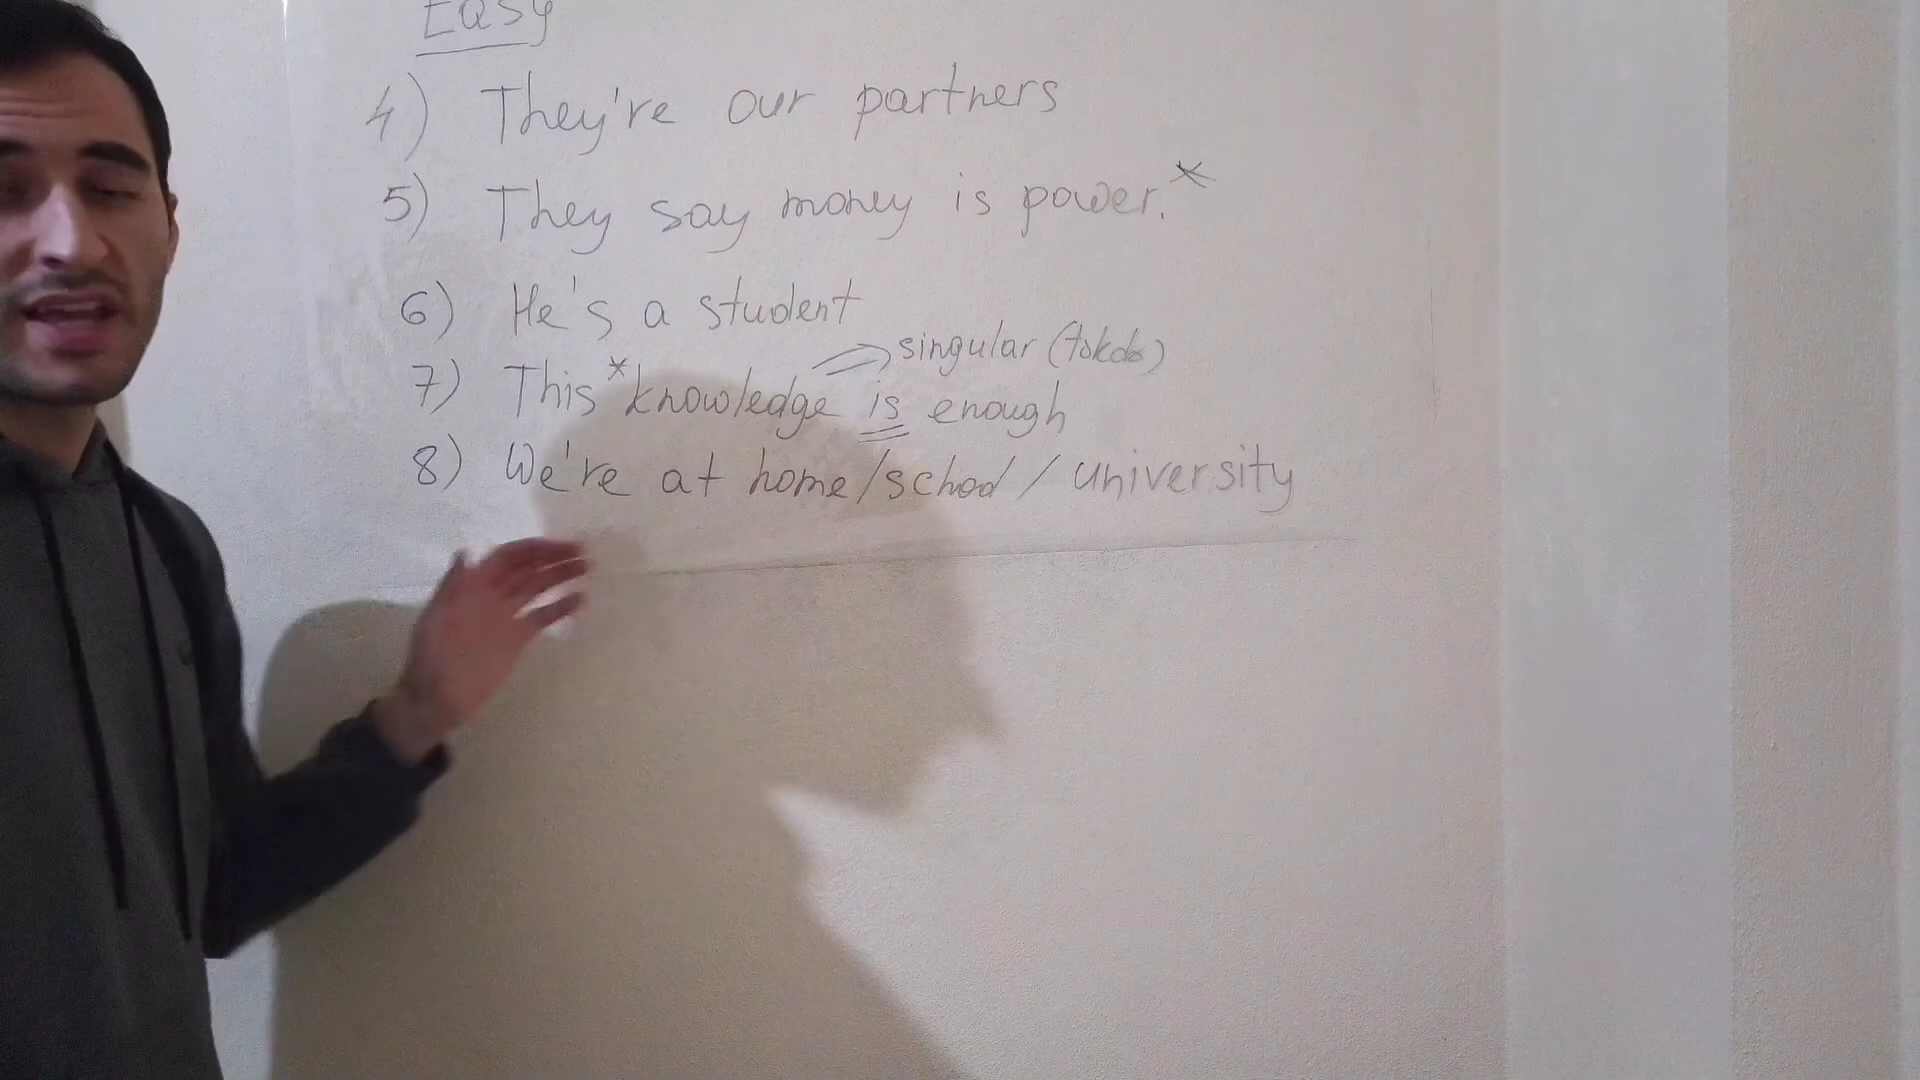 Easy
4) They're our partners
5) They say money is power.*
6) He's a student
singular
7) This *knowledge is enough
8) We're at home/school/university